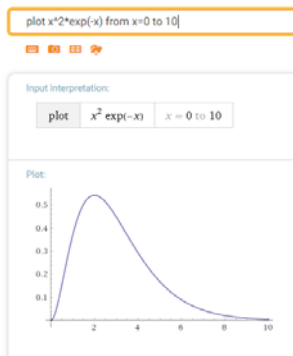 plot x^2*exp(-x) from x=0 to 10
Input interpretation:
plot x² exp(-x) x = 0 to 10
Plot:
0.5
0.4
0.3
0.2
0.1
2 4 6 8 10